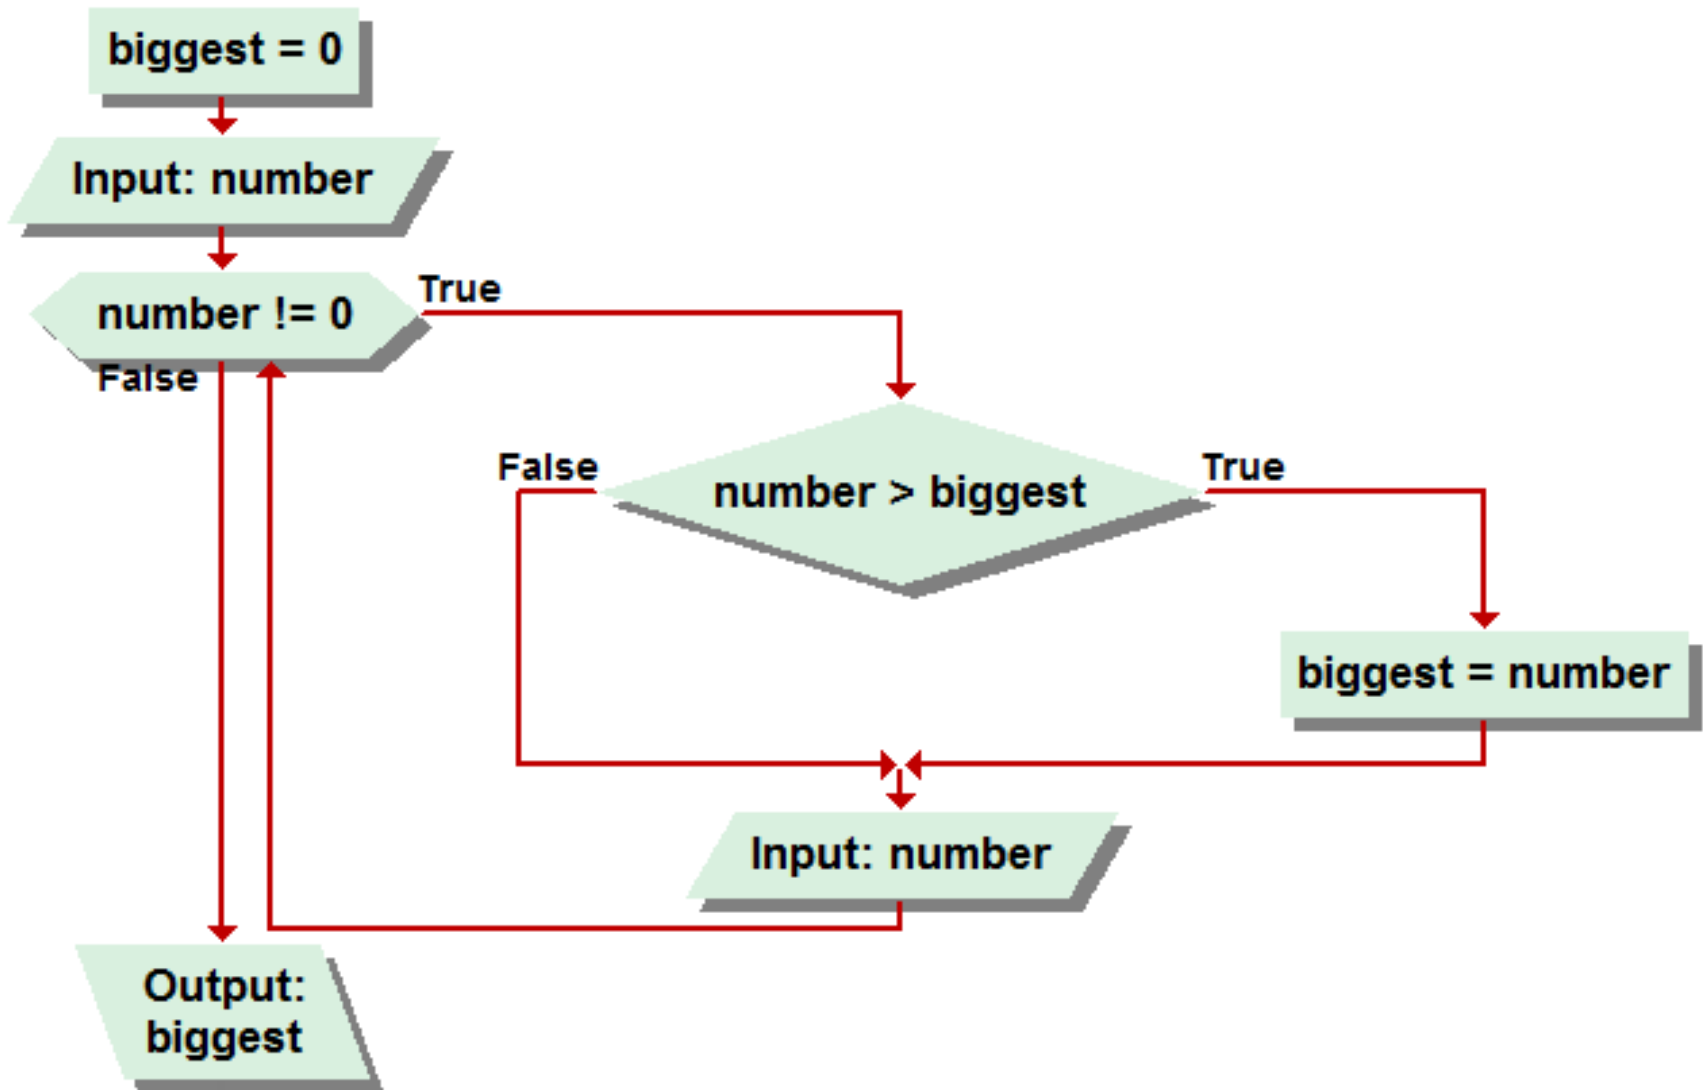 biggest = 0
Input: number
number != 0
True
False
number > biggest
False
True
biggest = number
Input: number
Output:
biggest